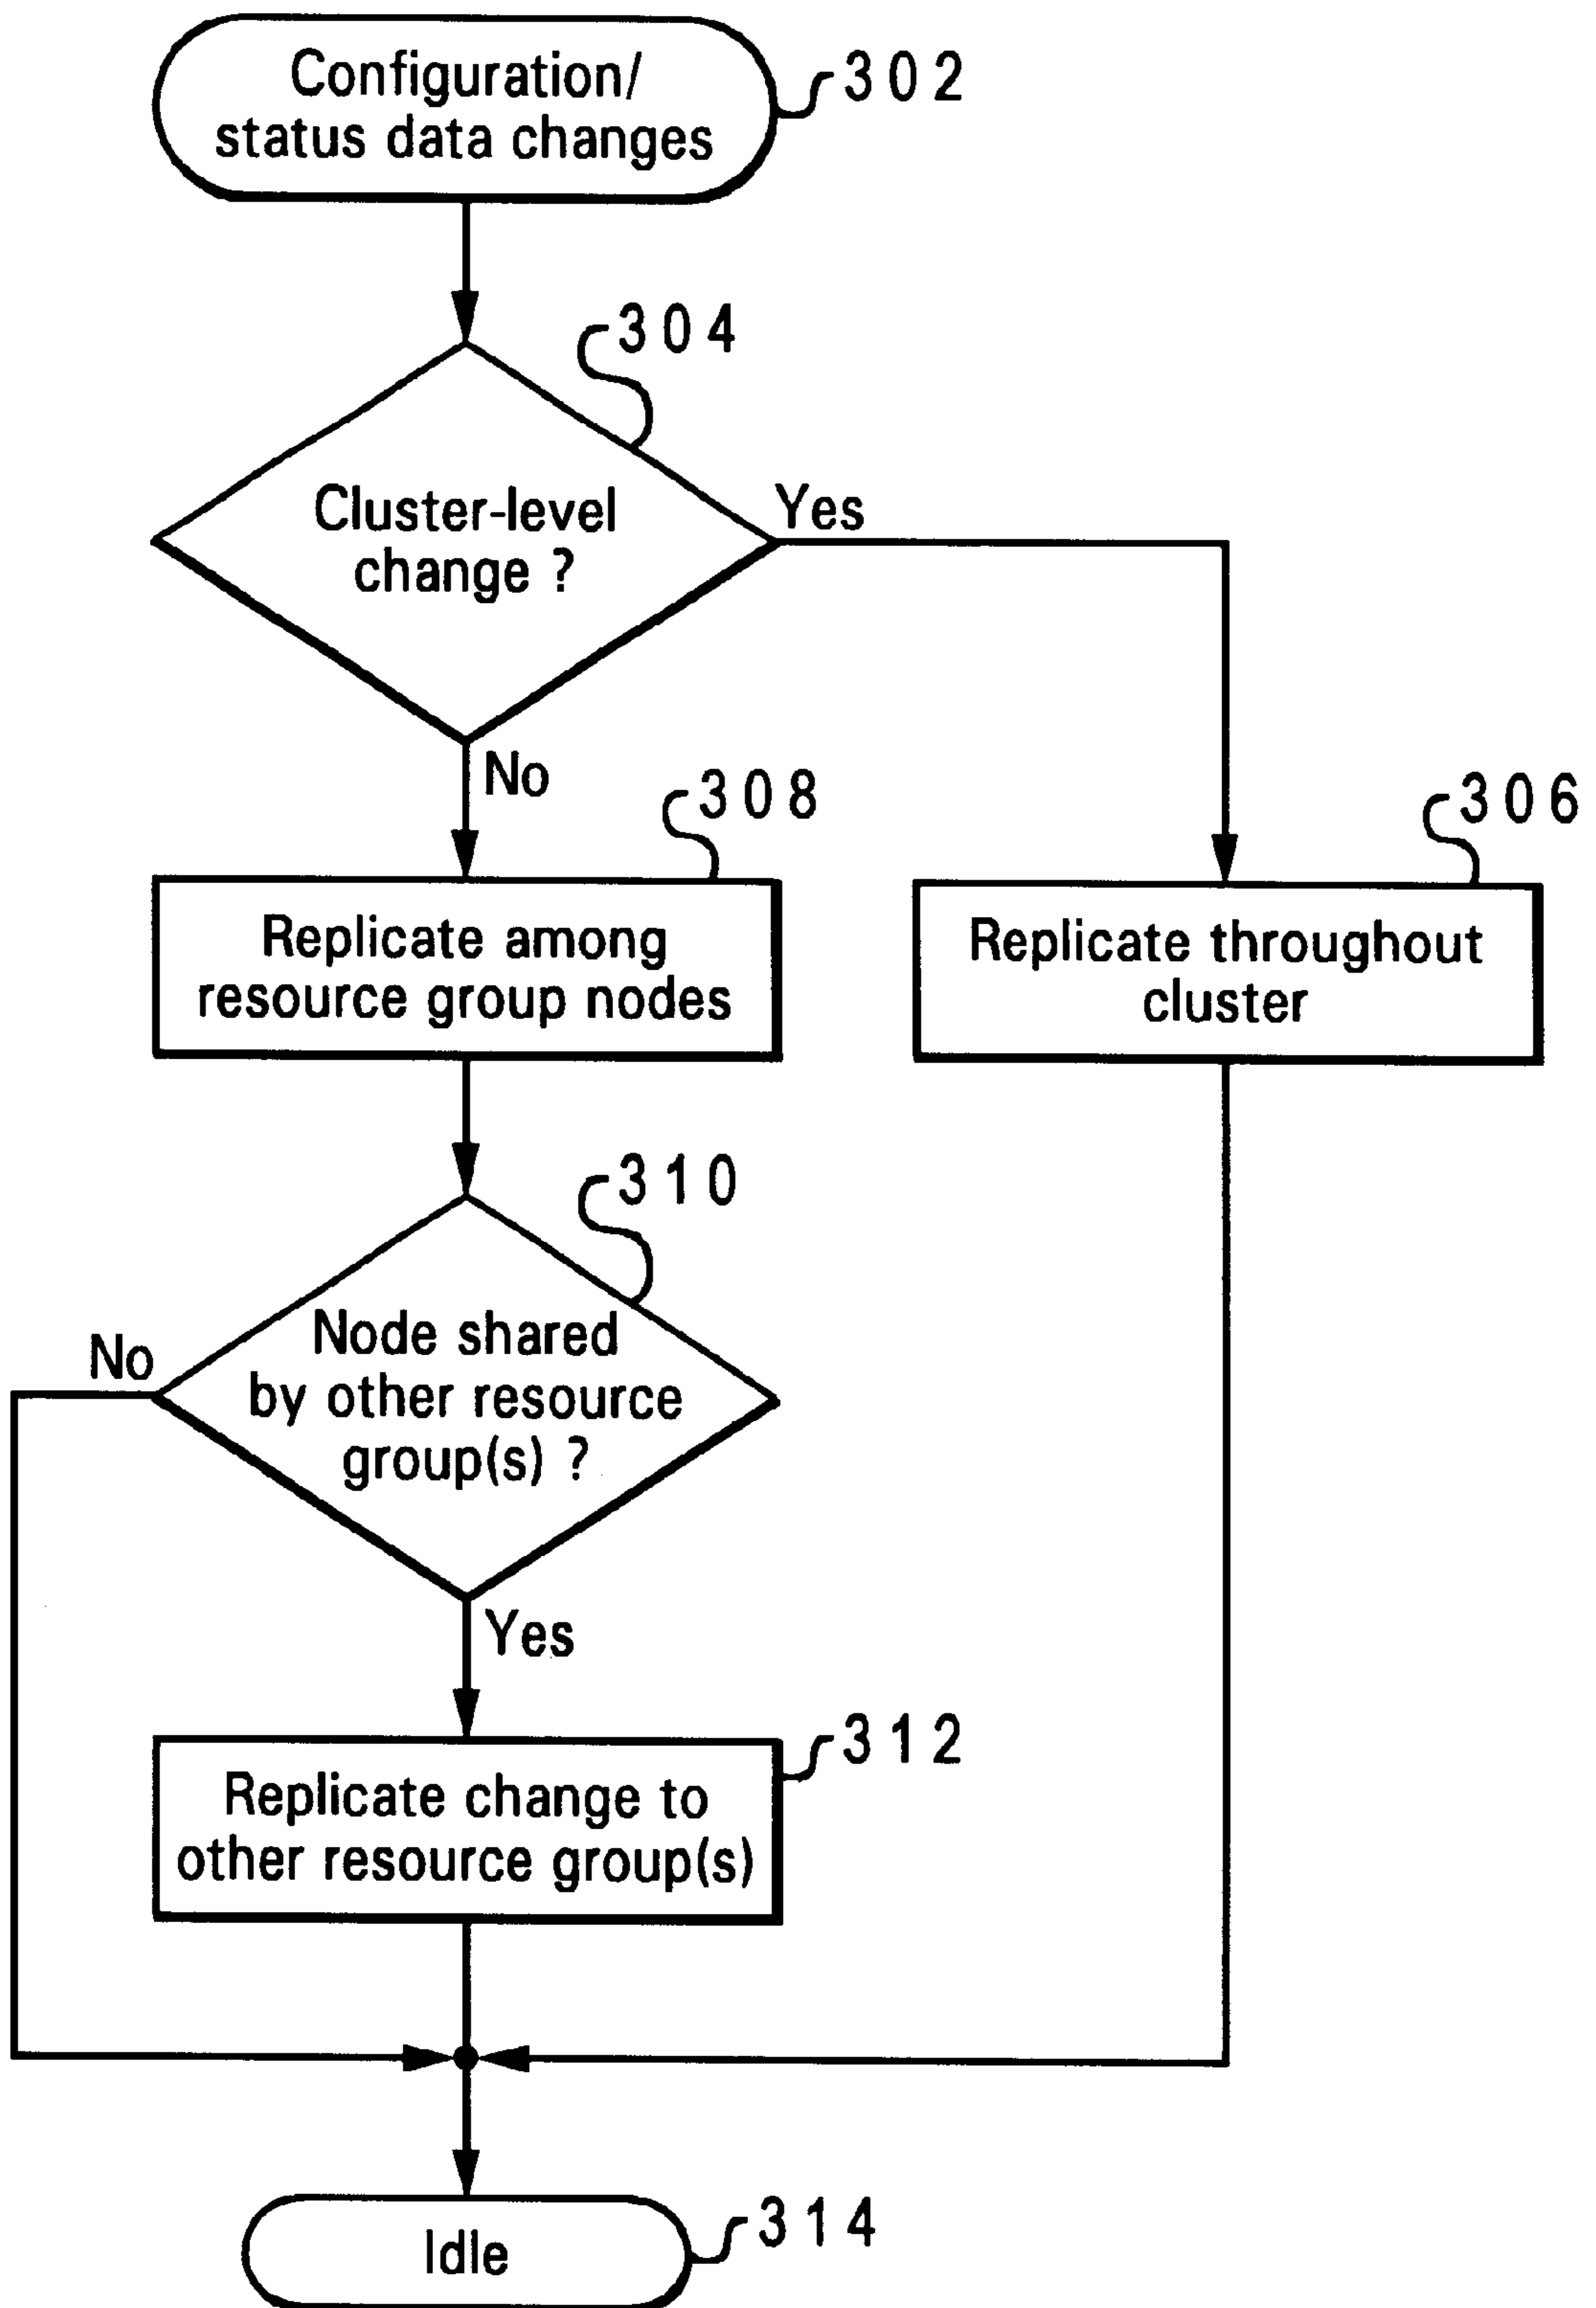 Configuration/
status data changes
302
304
Cluster-level
change ?
Yes
No
308
306
Replicate among
resource group nodes
Replicate throughout
cluster
310
Node shared
by other resource
group(s) ?
No
Yes
312
Replicate change to
other resource group(s)
Idle
314